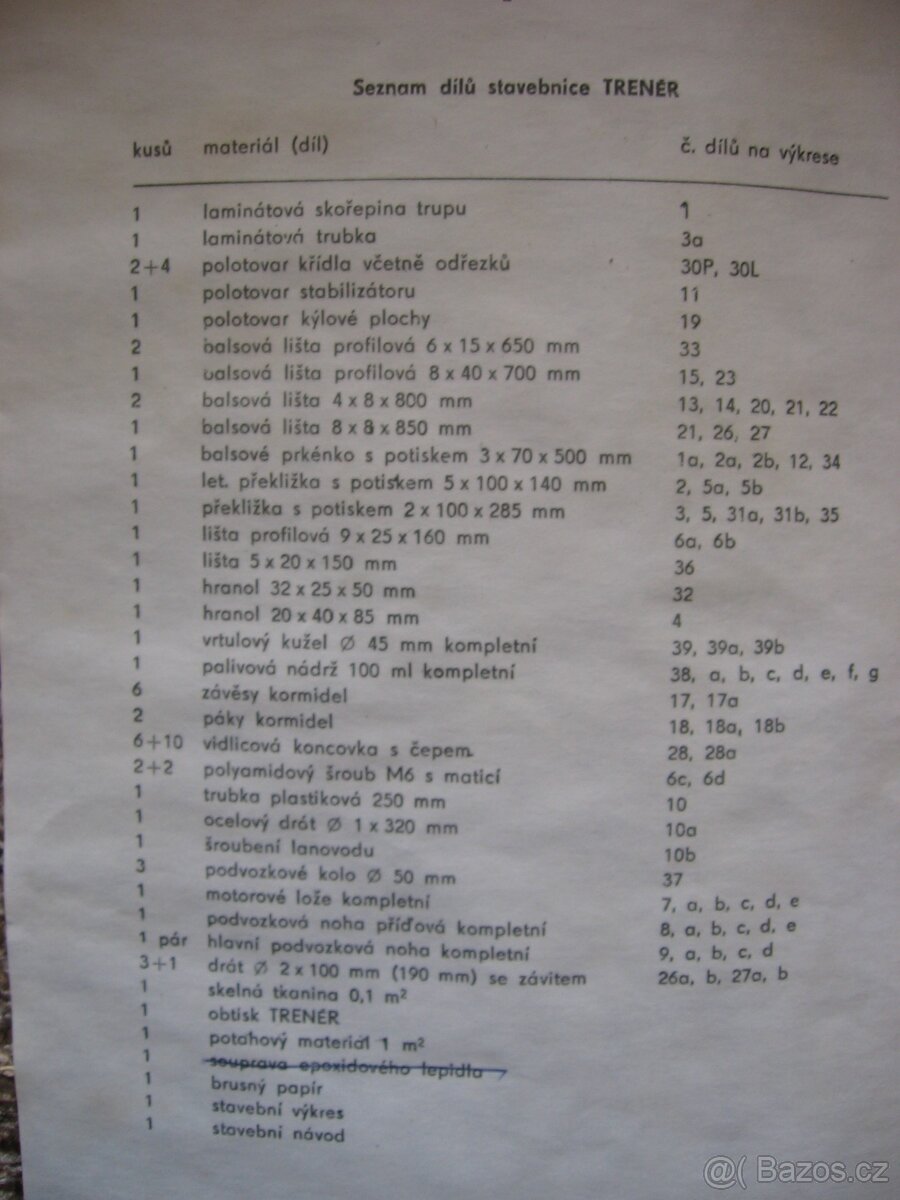 Seznam dílů stavebnice TRENÉR
kusů materiál (díl) č. dílů na výkrese
1 laminátová skořepina trupu 1
1 laminátová trubka 3a
2+4 polotovar křídla včetně odřezků 30P, 30L
1 polotovar stabilizátoru 11
1 polotovar kýlové plochy 19
2 balsová lišta profilová 6 x 15 x 650 mm 33
1 balsová lišta profilová 8 x 40 x 700 mm 15, 23
2 balsová lišta 4 x 8 x 800 mm 13, 14, 20, 21, 22
1 balsová lišta 8 x 8 x 850 mm 21, 26, 27
1 balsové prkénko s potiskem 3 x 70 x 500 mm 1a, 2a, 2b, 12, 34
1 let. překližka s potiskem 5 x 100 x 140 mm 2, 5a, 5b
1 překližka s potiskem 2 x 100 x 285 mm 3, 5, 31a, 31b, 35
1 lišta profilová 9 x 25 x 160 mm 6a, 6b
1 lišta 5 x 20 x 150 mm 36
1 hranol 32 x 25 x 50 mm 32
1 hranol 20 x 40 x 85 mm 4
1 vrtulový kužel Ø 45 mm kompletní 39, 39a, 39b
1 palivová nádrž 100 ml kompletní 38, a, b, c, d, e, f, g
6 závěsy kormidel 17, 17a
2 páky kormidel 18, 18a, 18b
6+10 vidlicová koncovka s čepem 28, 28a
2+2 polyamidový šroub M6 s maticí 6c, 6d
1 trubka plastiková 250 mm 10
1 ocelový drát Ø 1 x 320 mm 10a
1 šroubení lanovodu 10b
3 podvozkové kolo Ø 50 mm 37
1 motorové lože kompletní 7, a, b, c, d, e
1 podvozková noha příďová kompletní 8, a, b, c, d, e
1 pár hlavní podvozková noha kompletní 9, a, b, c, d
3+1 drát Ø 2 x 100 mm (190 mm) se závitem 26a, b, 27a, b
1 skelná tkanina 0,1 m²
1 obtisk TRENÉR
1 potahový materiál 1 m²
1 souprava epoxidového lepidla
1 brusný papír
1 stavební výkres
1 stavební návod
@( Bazos.cz